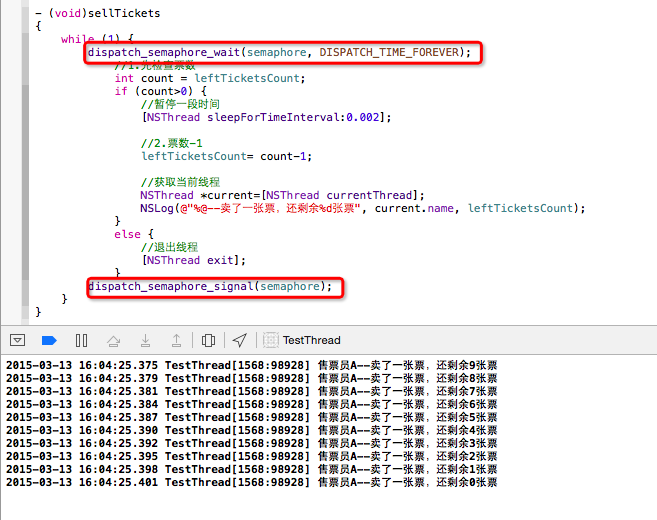 - (void)sellTickets
{
    while (1) {
        dispatch_semaphore_wait(semaphore, DISPATCH_TIME_FOREVER);
        //1.先检查票数
        int count = leftTicketsCount;
        if (count>0) {
            //暂停一段时间
            [NSThread sleepForTimeInterval:0.002];
            //2.票数-1
            leftTicketsCount= count-1;
            //获取当前线程
            NSThread *current=[NSThread currentThread];
            NSLog(@"%@--卖了一张票，还剩余%d张票", current.name, leftTicketsCount);
        }
        else {
            //退出线程
            [NSThread exit];
        }
        dispatch_semaphore_signal(semaphore);
    }
}
TestThread
2015-03-13 16:04:25.375 TestThread[1568:98928] 售票员A--卖了一张票，还剩余9张票
2015-03-13 16:04:25.379 TestThread[1568:98928] 售票员A--卖了一张票，还剩余8张票
2015-03-13 16:04:25.381 TestThread[1568:98928] 售票员A--卖了一张票，还剩余7张票
2015-03-13 16:04:25.384 TestThread[1568:98928] 售票员A--卖了一张票，还剩余6张票
2015-03-13 16:04:25.387 TestThread[1568:98928] 售票员A--卖了一张票，还剩余5张票
2015-03-13 16:04:25.390 TestThread[1568:98928] 售票员A--卖了一张票，还剩余4张票
2015-03-13 16:04:25.392 TestThread[1568:98928] 售票员A--卖了一张票，还剩余3张票
2015-03-13 16:04:25.395 TestThread[1568:98928] 售票员A--卖了一张票，还剩余2张票
2015-03-13 16:04:25.398 TestThread[1568:98928] 售票员A--卖了一张票，还剩余1张票
2015-03-13 16:04:25.401 TestThread[1568:98928] 售票员A--卖了一张票，还剩余0张票